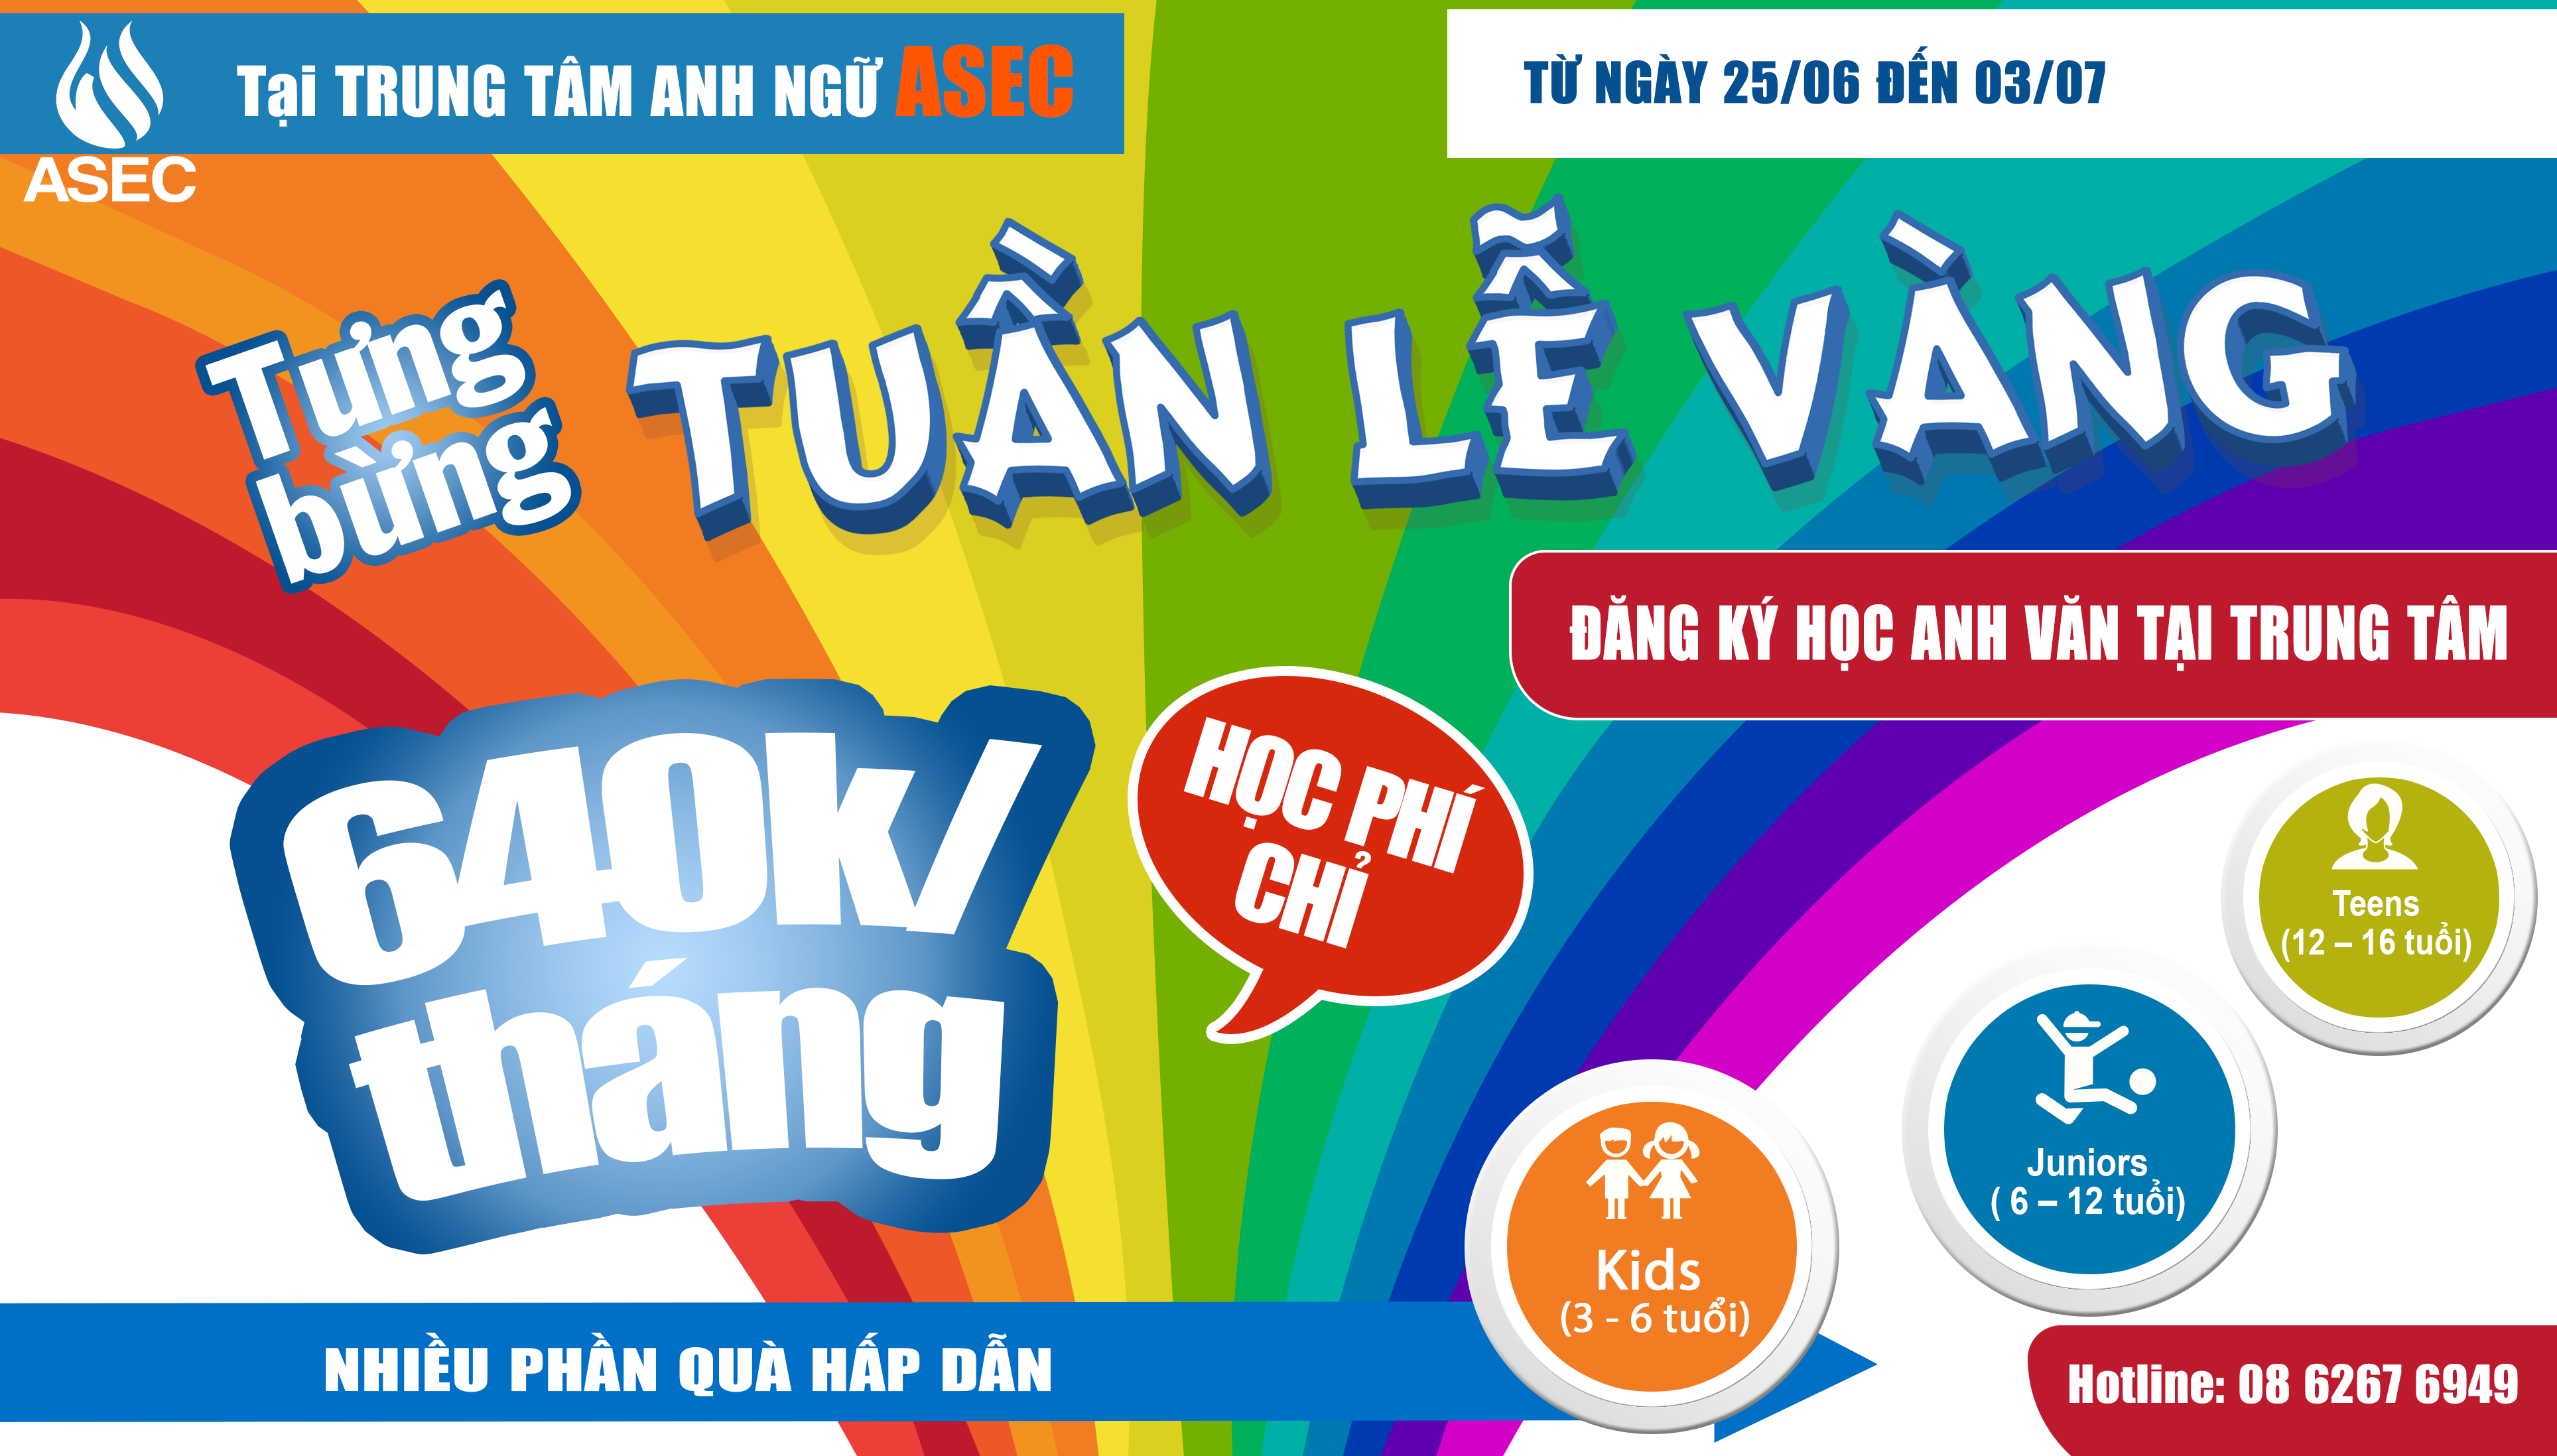 Tại TRUNG TÂM ANH NGỮ ASEC
TỪ NGÀY 25/06 ĐẾN 03/07
ASEC
Tưng
bừng
TUẦN LỄ VÀNG
ĐĂNG KÝ HỌC ANH VĂN TẠI TRUNG TÂM
HỌC PHÍ
CHỈ
640k/
tháng
Teens
(12 – 16 tuổi)
Juniors
( 6 – 12 tuổi)
Kids
(3 - 6 tuổi)
NHIỀU PHẦN QUÀ HẤP DẪN
Hotline: 08 6267 6949